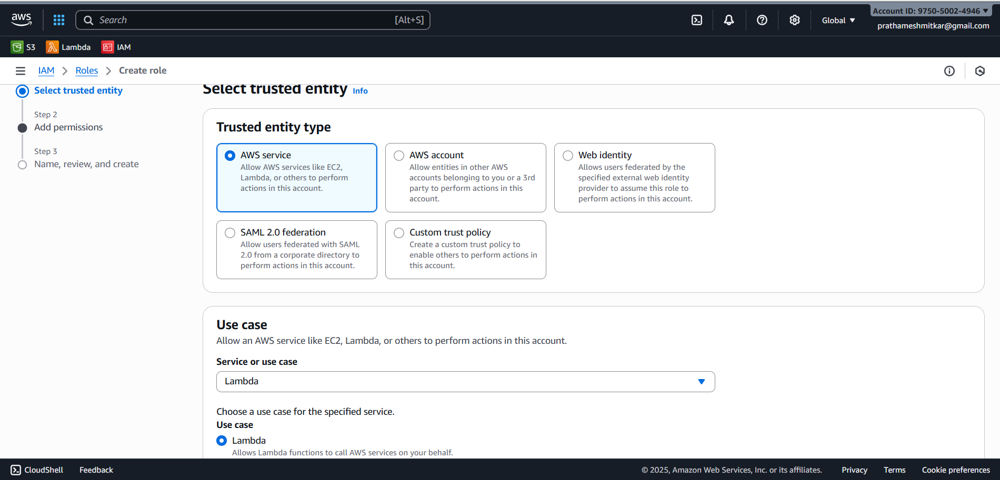 aws
Search
[Alt+S]
Global
Account ID: 9750-5002-4946
prathameshmitkar@gmail.com
S3
Lambda
IAM
IAM
Roles
Create role
Select trusted entity
Step 2
Add permissions
Step 3
Name, review, and create
Select trusted entity Info
Trusted entity type
AWS service
Allow AWS services like EC2,
Lambda, or others to perform
actions in this account.
AWS account
Allow entities in other AWS
accounts belonging to you or a 3rd
party to perform actions in this
account.
Web identity
Allows users federated by the
specified external web identity
provider to assume this role to
perform actions in this account.
SAML 2.0 federation
Allow users federated with SAML
2.0 from a corporate directory to
perform actions in this account.
Custom trust policy
Create a custom trust policy to
enable others to perform actions in
this account.
Use case
Allow an AWS service like EC2, Lambda, or others to perform actions in this account.
Service or use case
Lambda
Choose a use case for the specified service.
Use case
Lambda
Allows Lambda functions to call AWS services on your behalf.
CloudShell
Feedback
© 2025, Amazon Web Services, Inc. or its affiliates.
Privacy
Terms
Cookie preferences